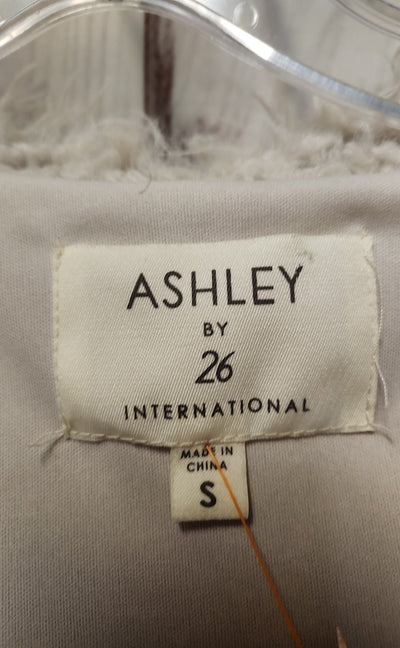 ASHLEY
BY
26
INTERNATIONAL
MADE IN
CHINA
S